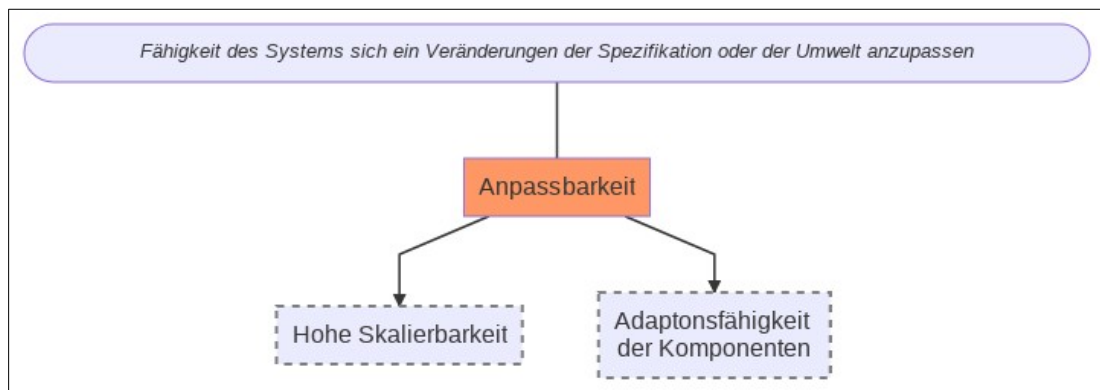 Fähigkeit des Systems sich ein Veränderungen der Spezifikation oder der Umwelt anzupassen
Anpassbarkeit
Hohe Skalierbarkeit
Adaptonsfähigkeit
der Komponenten